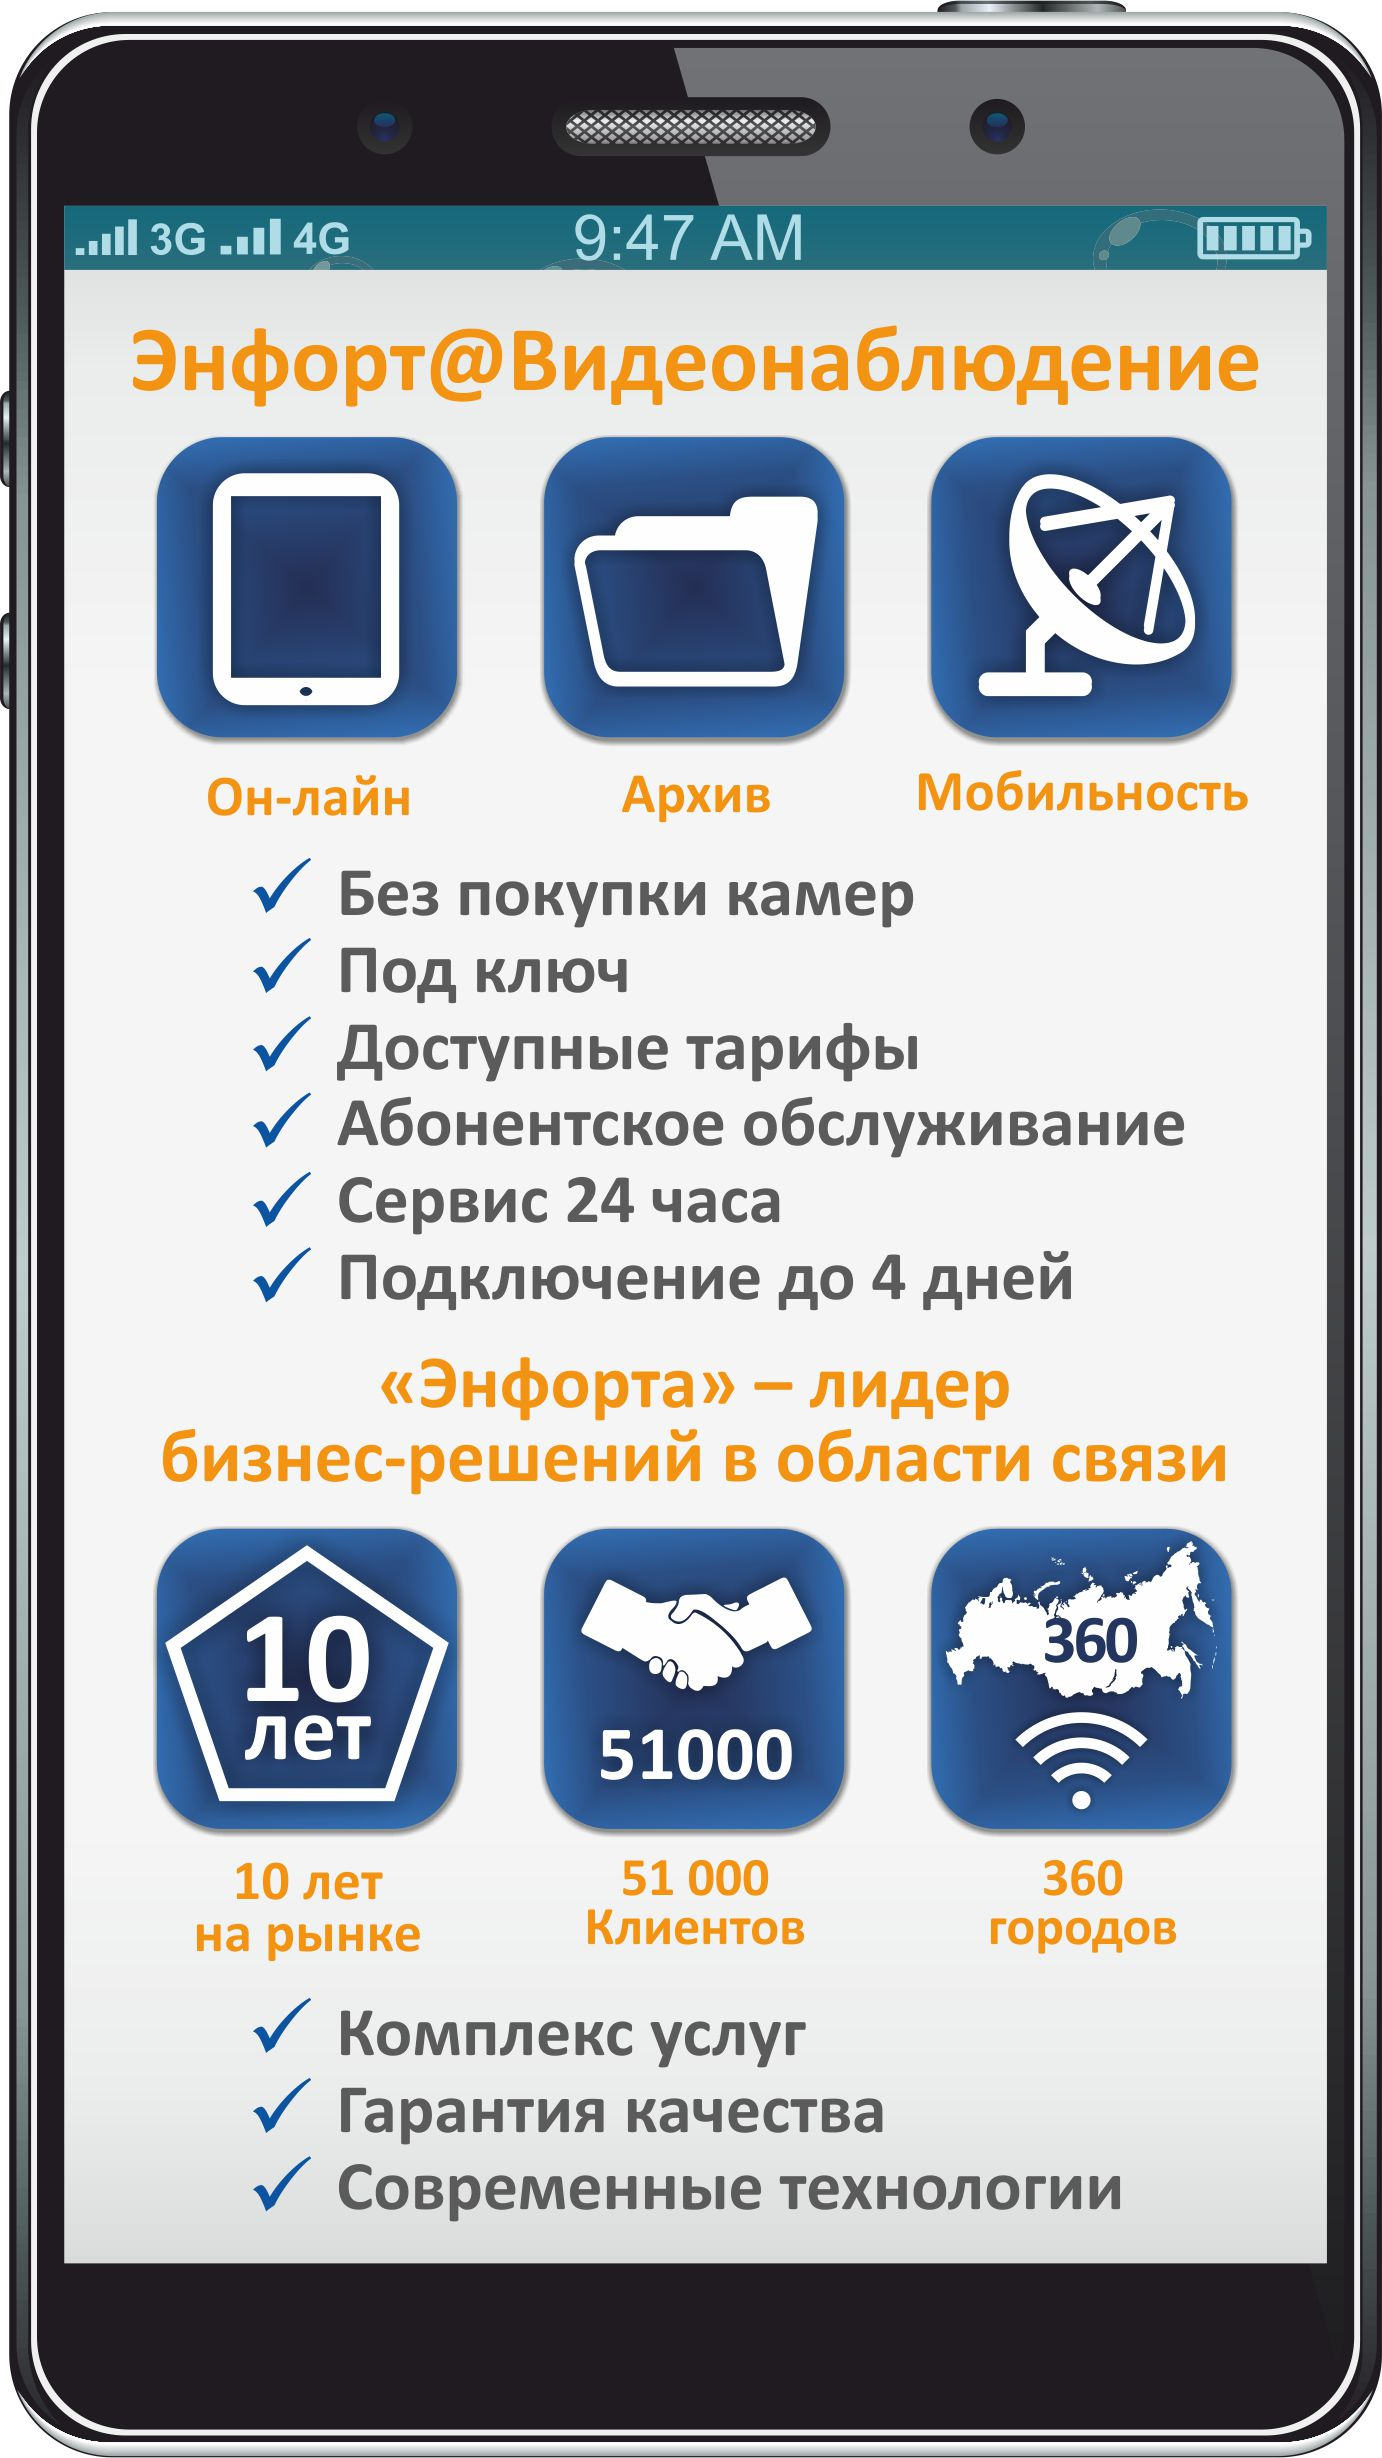 3G 4G 9:47 AM
Энфорт@Видеонаблюдение
Он-лайн Архив Мобильность
Без покупки камер
Под ключ
Доступные тарифы
Абонентское обслуживание
Сервис 24 часа
Подключение до 4 дней
«Энфорта» – лидер
бизнес-решений в области связи
10
лет
51000
360
10 лет
на рынке
51 000
Клиентов
360
городов
Комплекс услуг
Гарантия качества
Современные технологии